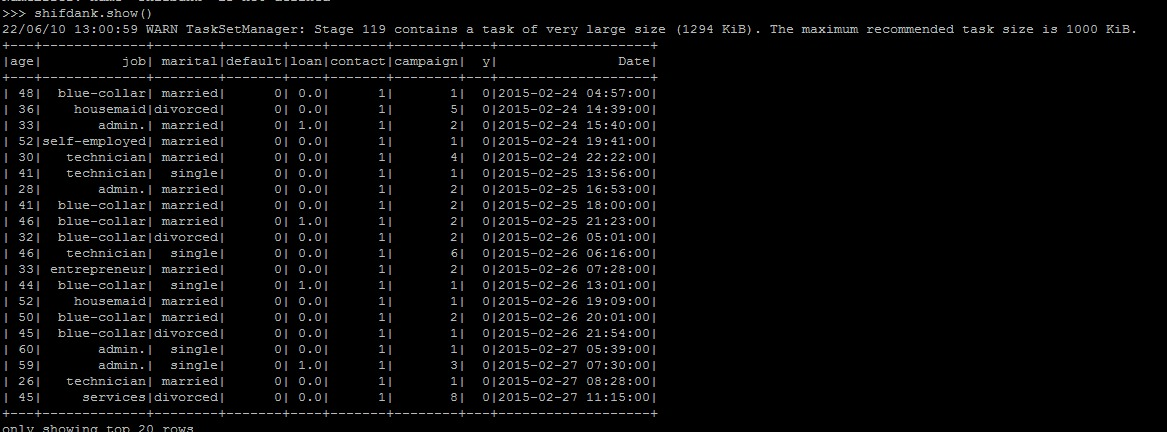 >>> shifdank.show()
22/06/10 13:00:59 WARN TaskSetManager: Stage 119 contains a task of very large size (1294 KiB). The maximum recommended task size is 1000 KiB.
+---+-------------+--------+-------+----+-------+--------+---+-------------------+
|age|          job| marital|default|loan|contact|campaign|  y|               Date|
+---+-------------+--------+-------+----+-------+--------+---+-------------------+
| 48|  blue-collar| married|      0| 0.0|      1|       1|  0|2015-02-24 04:57:00|
| 36|    housemaid|divorced|      0| 0.0|      1|       5|  0|2015-02-24 14:39:00|
| 33|       admin.| married|      0| 1.0|      1|       2|  0|2015-02-24 15:40:00|
| 52|self-employed| married|      0| 0.0|      1|       1|  0|2015-02-24 19:41:00|
| 30|   technician| married|      0| 0.0|      1|       4|  0|2015-02-24 22:22:00|
| 41|   technician|  single|      0| 0.0|      1|       1|  0|2015-02-25 13:56:00|
| 28|       admin.| married|      0| 0.0|      1|       2|  0|2015-02-25 16:53:00|
| 41|  blue-collar| married|      0| 0.0|      1|       2|  0|2015-02-25 18:00:00|
| 46|  blue-collar| married|      0| 1.0|      1|       2|  0|2015-02-25 21:23:00|
| 32|  blue-collar|divorced|      0| 0.0|      1|       2|  0|2015-02-26 05:01:00|
| 46|   technician|  single|      0| 0.0|      1|       6|  0|2015-02-26 06:16:00|
| 33| entrepreneur| married|      0| 0.0|      1|       2|  0|2015-02-26 07:28:00|
| 44|  blue-collar|  single|      0| 1.0|      1|       1|  0|2015-02-26 13:01:00|
| 52|    housemaid| married|      0| 0.0|      1|       1|  0|2015-02-26 19:09:00|
| 50|  blue-collar| married|      0| 0.0|      1|       2|  0|2015-02-26 20:01:00|
| 45|  blue-collar|divorced|      0| 0.0|      1|       1|  0|2015-02-26 21:54:00|
| 60|       admin.|  single|      0| 0.0|      1|       1|  0|2015-02-27 05:39:00|
| 59|       admin.|  single|      0| 1.0|      1|       3|  0|2015-02-27 07:30:00|
| 26|   technician| married|      0| 0.0|      1|       1|  0|2015-02-27 08:28:00|
| 45|     services|divorced|      0| 0.0|      1|       8|  0|2015-02-27 11:15:00|
+---+-------------+--------+-------+----+-------+--------+---+-------------------+
only showing top 20 rows